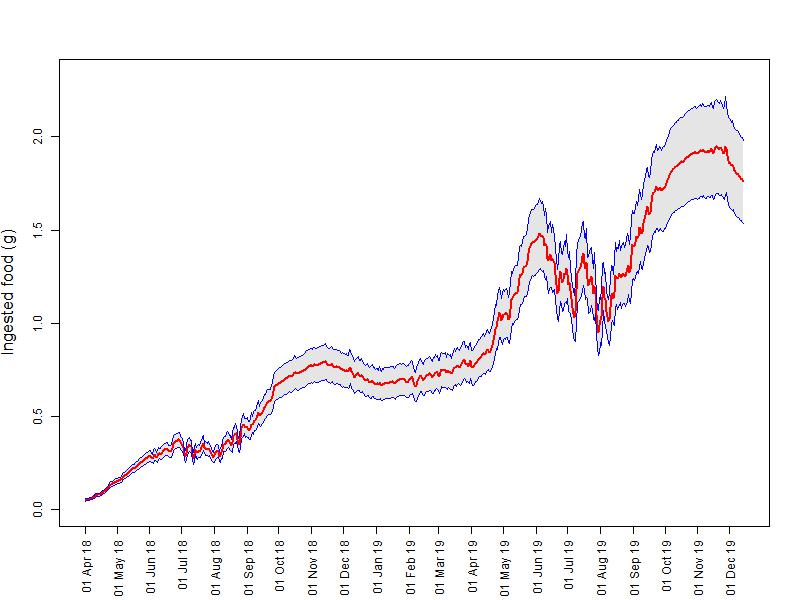 Ingested food (g)
2.0
1.5
1.0
0.5
0.0
01 Apr 18
01 May 18
01 Jun 18
01 Jul 18
01 Aug 18
01 Sep 18
01 Oct 18
01 Nov 18
01 Dec 18
01 Jan 19
01 Feb 19
01 Mar 19
01 Apr 19
01 May 19
01 Jun 19
01 Jul 19
01 Aug 19
01 Sep 19
01 Oct 19
01 Nov 19
01 Dec 19